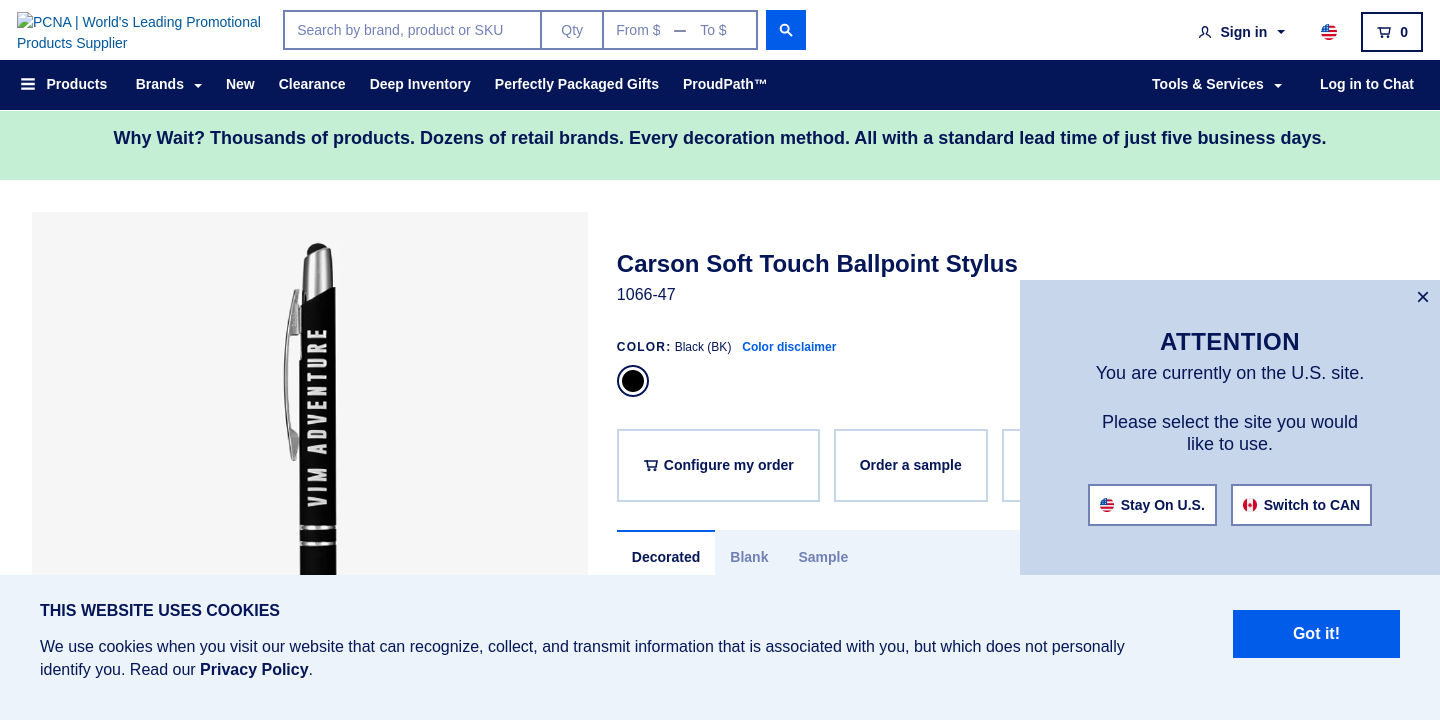 PCNA | World's Leading Promotional
Products Supplier
Search by brand, product or SKU
Qty
From $
To $
Sign in
0
Products
Brands
New
Clearance
Deep Inventory
Perfectly Packaged Gifts
ProudPath™
Tools & Services
Log in to Chat
Why Wait? Thousands of products. Dozens of retail brands. Every decoration method. All with a standard lead time of just five business days.
VIM ADVENTURE
Carson Soft Touch Ballpoint Stylus
1066-47
COLOR: Black (BK) Color disclaimer
Configure my order
Order a sample
Decorated
Blank
Sample
×
ATTENTION
You are currently on the U.S. site.
Please select the site you would
like to use.
Stay On U.S.
Switch to CAN
THIS WEBSITE USES COOKIES
We use cookies when you visit our website that can recognize, collect, and transmit information that is associated with you, but which does not personally
identify you. Read our Privacy Policy.
Got it!